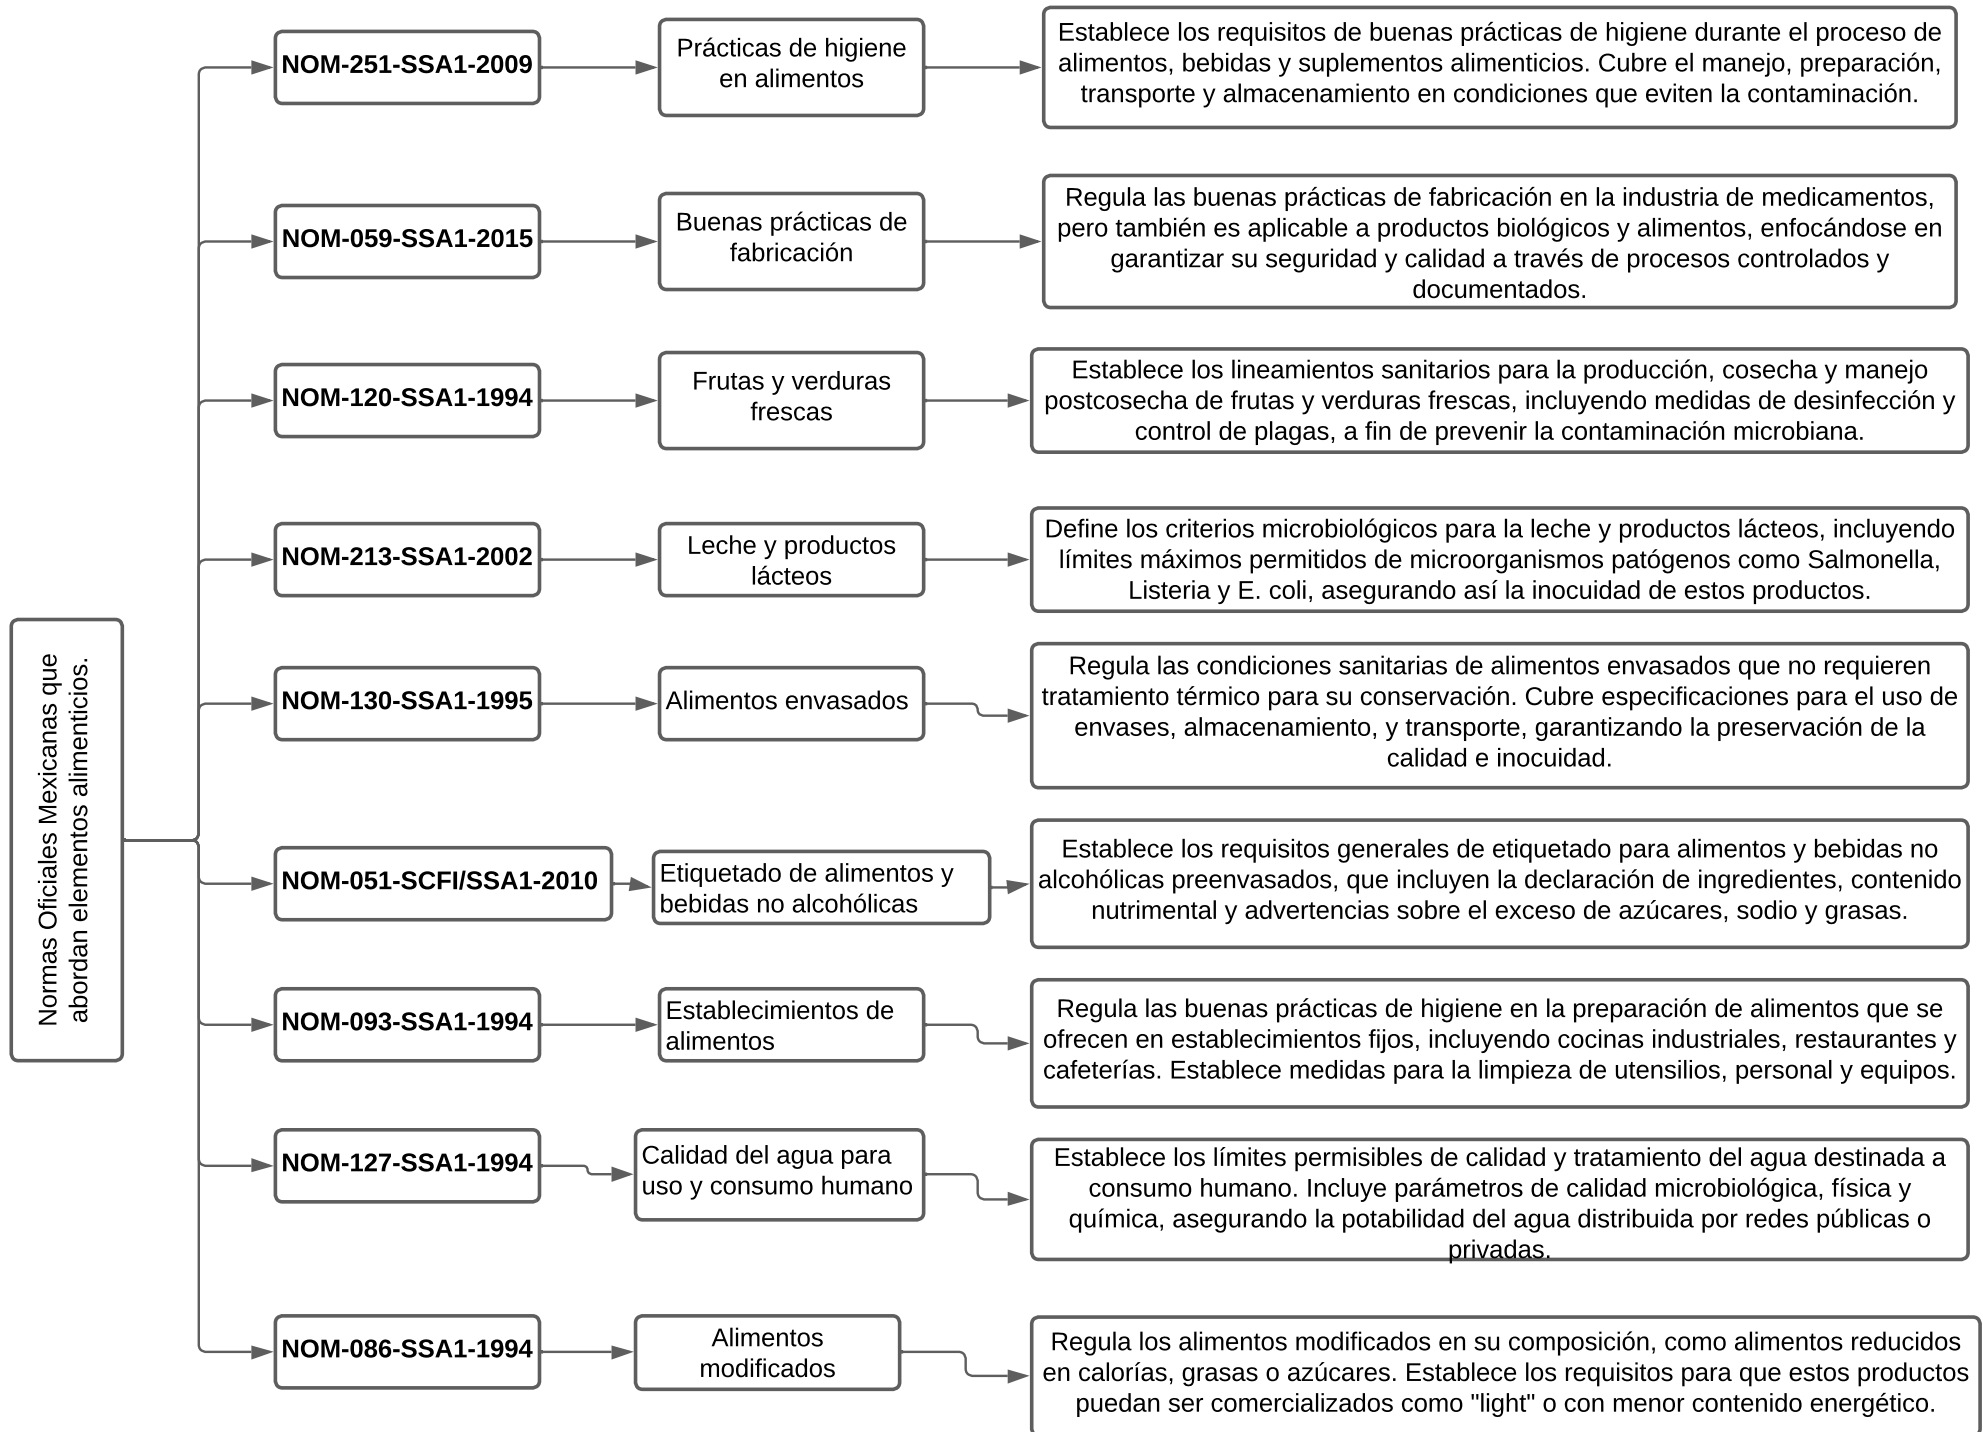 Normas Oficiales Mexicanas que
abordan elementos alimenticios.
NOM-251-SSA1-2009
Prácticas de higiene
en alimentos
Establece los requisitos de buenas prácticas de higiene durante el proceso de
alimentos, bebidas y suplementos alimenticios. Cubre el manejo, preparación,
transporte y almacenamiento en condiciones que eviten la contaminación.
NOM-059-SSA1-2015
Buenas prácticas de
fabricación
Regula las buenas prácticas de fabricación en la industria de medicamentos,
pero también es aplicable a productos biológicos y alimentos, enfocándose en
garantizar su seguridad y calidad a través de procesos controlados y
documentados.
NOM-120-SSA1-1994
Frutas y verduras
frescas
Establece los lineamientos sanitarios para la producción, cosecha y manejo
postcosecha de frutas y verduras frescas, incluyendo medidas de desinfección y
control de plagas, a fin de prevenir la contaminación microbiana.
NOM-213-SSA1-2002
Leche y productos
lácteos
Define los criterios microbiológicos para la leche y productos lácteos, incluyendo
límites máximos permitidos de microorganismos patógenos como Salmonella,
Listeria y E. coli, asegurando así la inocuidad de estos productos.
NOM-130-SSA1-1995
Alimentos envasados
Regula las condiciones sanitarias de alimentos envasados que no requieren
tratamiento térmico para su conservación. Cubre especificaciones para el uso de
envases, almacenamiento, y transporte, garantizando la preservación de la
calidad e inocuidad.
NOM-051-SCFI/SSA1-2010
Etiquetado de alimentos y
bebidas no alcohólicas
Establece los requisitos generales de etiquetado para alimentos y bebidas no
alcohólicas preenvasados, que incluyen la declaración de ingredientes, contenido
nutrimental y advertencias sobre el exceso de azúcares, sodio y grasas.
NOM-093-SSA1-1994
Establecimientos de
alimentos
Regula las buenas prácticas de higiene en la preparación de alimentos que se
ofrecen en establecimientos fijos, incluyendo cocinas industriales, restaurantes y
cafeterías. Establece medidas para la limpieza de utensilios, personal y equipos.
NOM-127-SSA1-1994
Calidad del agua para
uso y consumo humano
Establece los límites permisibles de calidad y tratamiento del agua destinada a
consumo humano. Incluye parámetros de calidad microbiológica, física y
química, asegurando la potabilidad del agua distribuida por redes públicas o
privadas.
NOM-086-SSA1-1994
Alimentos
modificados
Regula los alimentos modificados en su composición, como alimentos reducidos
en calorías, grasas o azúcares. Establece los requisitos para que estos productos
puedan ser comercializados como "light" o con menor contenido energético.